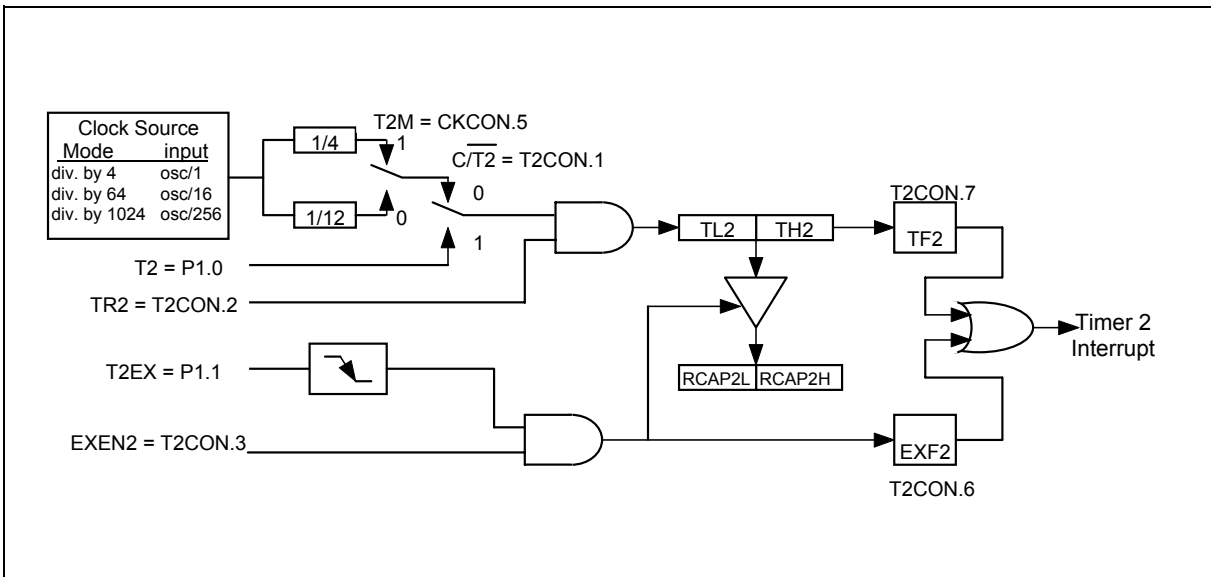 Clock Source
Mode input
div. by 4 osc/1
div. by 64 osc/16
div. by 1024 osc/256
1/4
1/12
T2M = CKCON.5
1
0
C/T2 = T2CON.1
0
1
T2 = P1.0
TR2 = T2CON.2
TL2 TH2
T2CON.7
TF2
Timer 2
Interrupt
T2EX = P1.1
RCAP2L RCAP2H
EXEN2 = T2CON.3
EXF2
T2CON.6